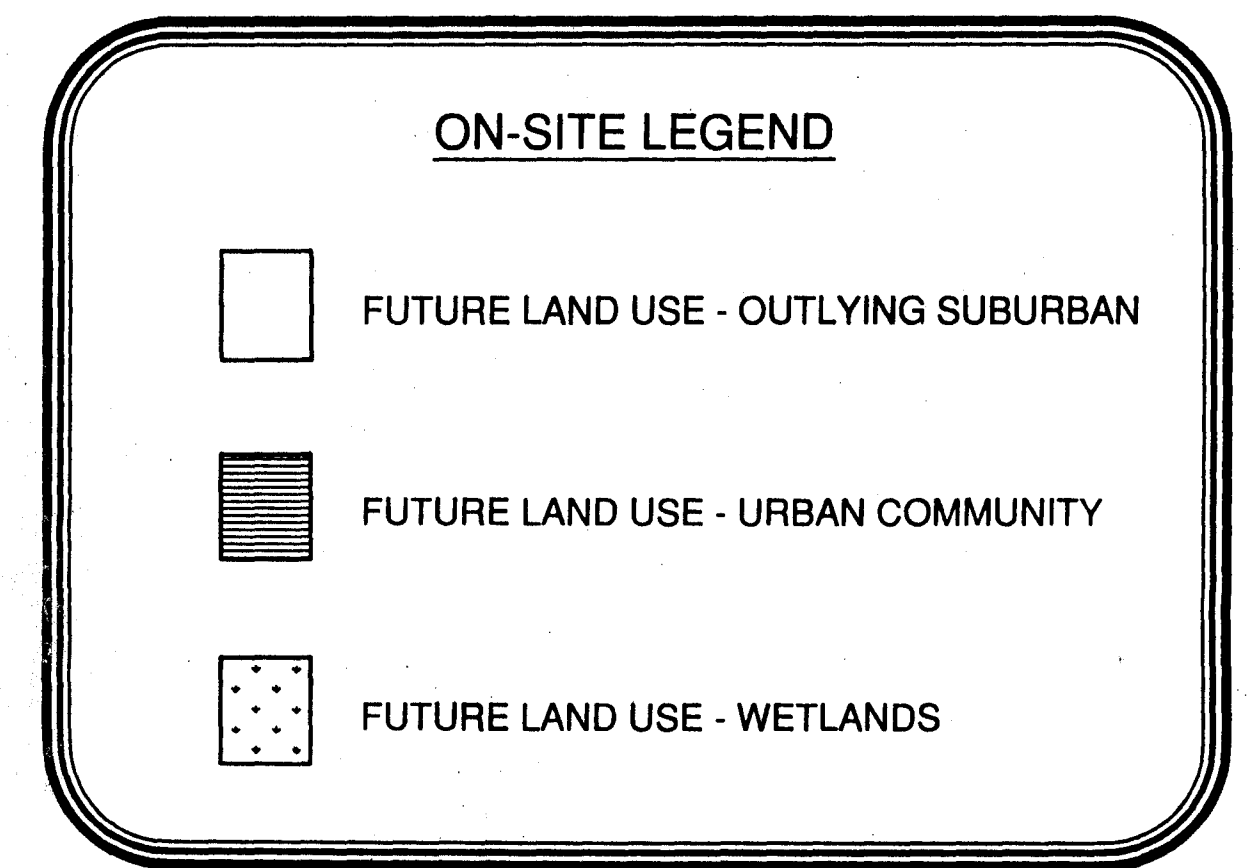 ON-SITE LEGEND
FUTURE LAND USE - OUTLYING SUBURBAN
FUTURE LAND USE - URBAN COMMUNITY
FUTURE LAND USE - WETLANDS